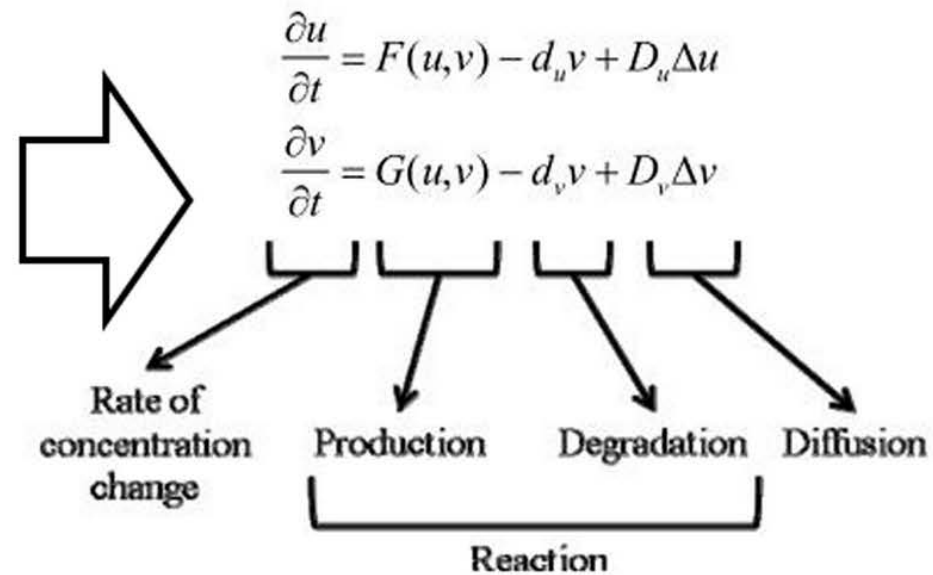 ∂u/∂t = F(u,v) − d_u v + D_u Δu
∂v/∂t = G(u,v) − d_v v + D_v Δv
Rate of
concentration
change
Production
Degradation
Diffusion
Reaction